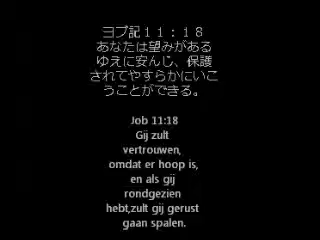 ヨブ記１１：１８
あなたは望みがある
ゆえに安んじ、保護
されてやすらかにいこ
うことができる。
Job 11:18
Gij zult
vertrouwen,
omdat er hoop is,
en als gij
rondgezien
hebt,zult gij gerust
gaan spalen.